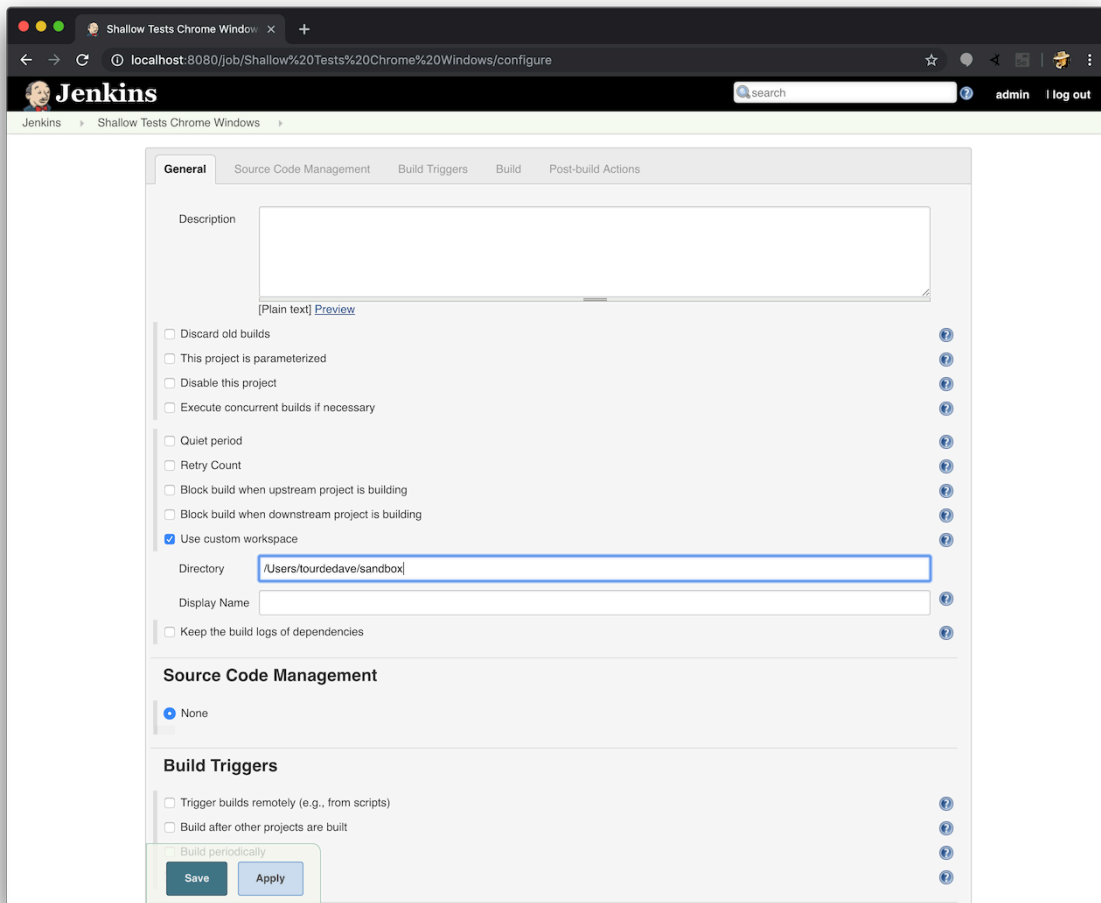 Shallow Tests Chrome Window
localhost:8080/job/Shallow%20Tests%20Chrome%20Windows/configure
Jenkins
search
admin
log out
Jenkins
Shallow Tests Chrome Windows
General
Source Code Management
Build Triggers
Build
Post-build Actions
Description
[Plain text] Preview
Discard old builds
This project is parameterized
Disable this project
Execute concurrent builds if necessary
Quiet period
Retry Count
Block build when upstream project is building
Block build when downstream project is building
Use custom workspace
Directory
/Users/tourdedave/sandbox
Display Name
Keep the build logs of dependencies
Source Code Management
None
Build Triggers
Trigger builds remotely (e.g., from scripts)
Build after other projects are built
Build periodically
Save
Apply